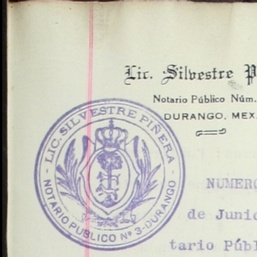 Lic. Silvestre P
Notario Público Núm.
DURANGO, MEX.
- LIC. SILVESTRE PIÑERA -
NOTARIO PUBLICO Nº 3-DURANGO
NUMERO
de Junio
tario Públ